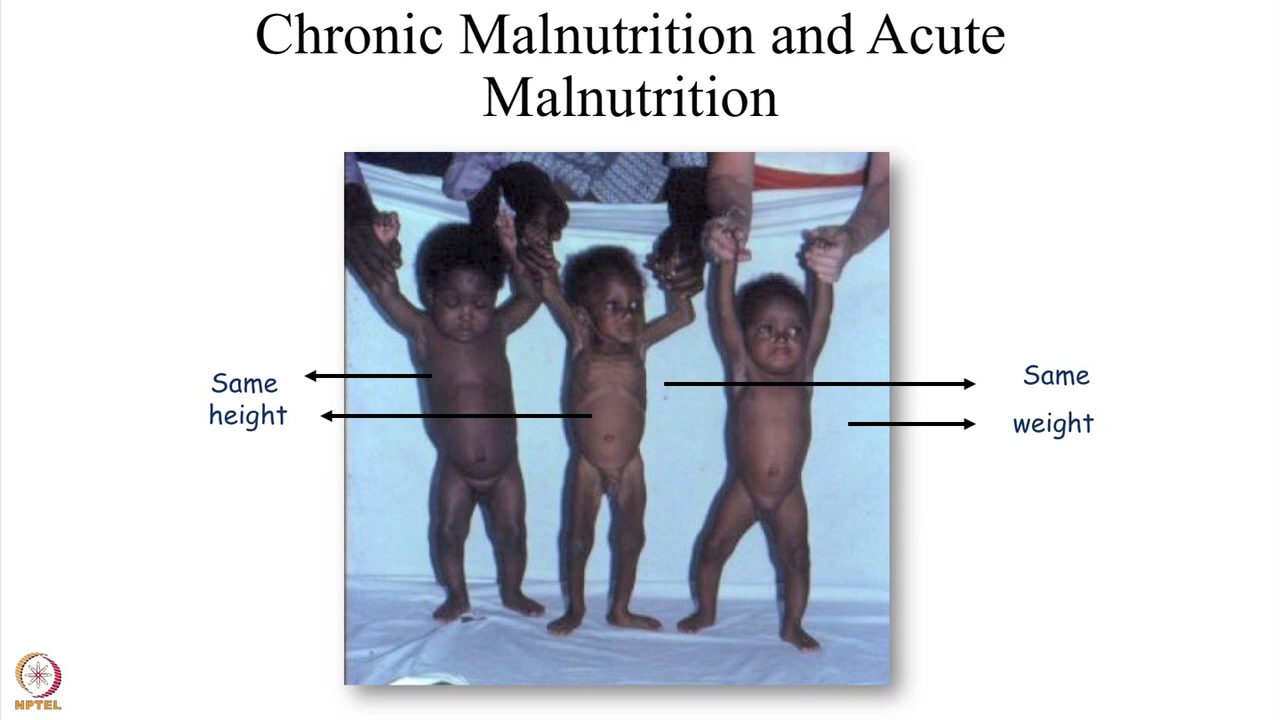 Chronic Malnutrition and Acute
Malnutrition
Same
height
Same
weight
NPTEL